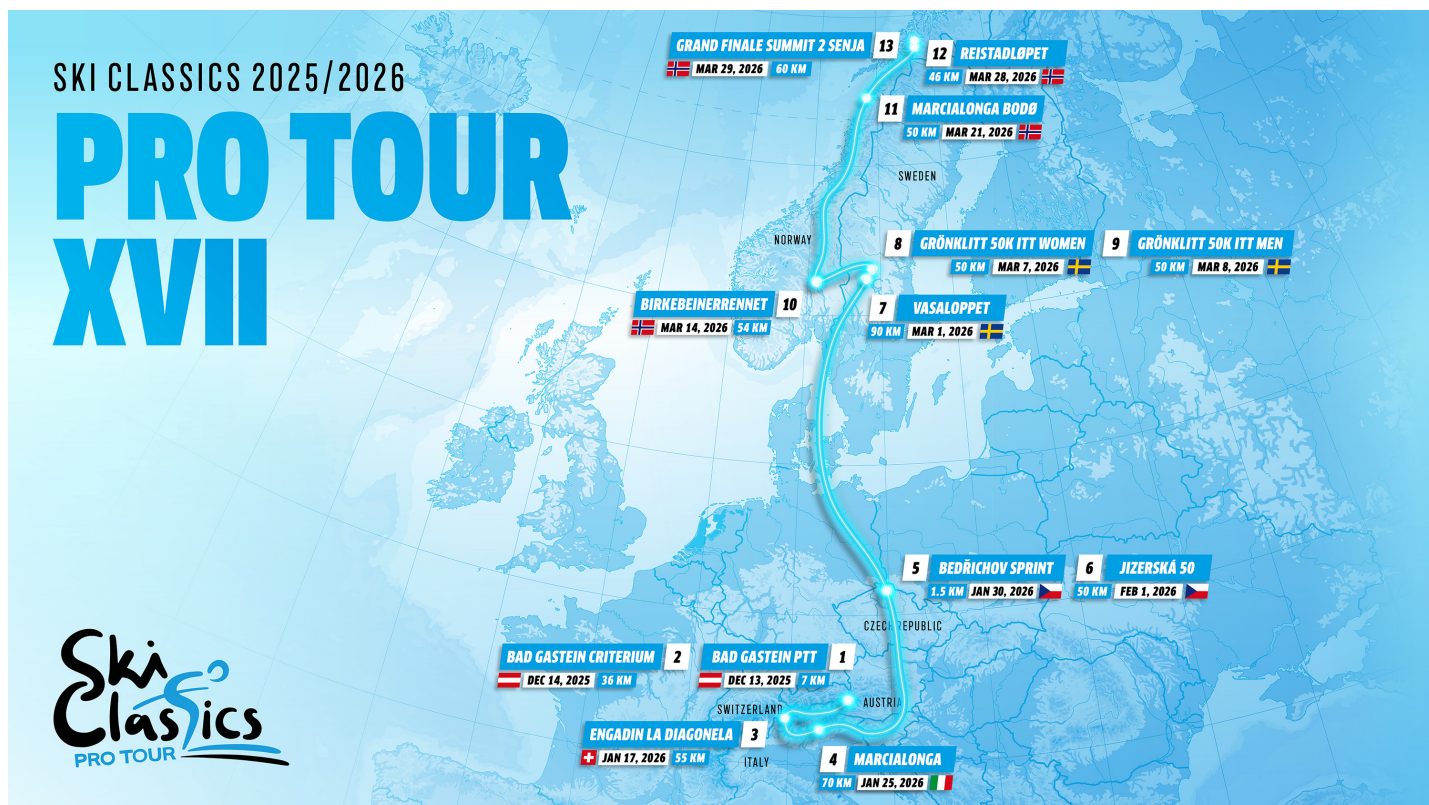 SKI CLASSICS 2025/2026
PRO TOUR
XVII
GRAND FINALE SUMMIT 2 SENJA 13
MAR 29, 2026 60 KM
12 REISTADLØPET
46 KM MAR 28, 2026
11 MARCIALONGA BODØ
50 KM MAR 21, 2026
SWEDEN
NORWAY
8 GRÖNKLITT 50K ITT WOMEN
50 KM MAR 7, 2026
9 GRÖNKLITT 50K ITT MEN
50 KM MAR 8, 2026
BIRKEBEINERRENNET 10
MAR 14, 2026 54 KM
7 VASALOPPET
90 KM MAR 1, 2026
5 BEDŘICHOV SPRINT
1.5 KM JAN 30, 2026
6 JIZERSKÁ 50
50 KM FEB 1, 2026
CZECH REPUBLIC
BAD GASTEIN CRITERIUM 2
DEC 14, 2025 36 KM
BAD GASTEIN PTT 1
DEC 13, 2025 7 KM
SWITZERLAND
AUSTRIA
ENGADIN LA DIAGONELA 3
JAN 17, 2026 55 KM
ITALY
4 MARCIALONGA
70 KM JAN 25, 2026
Ski
Classics
PRO TOUR